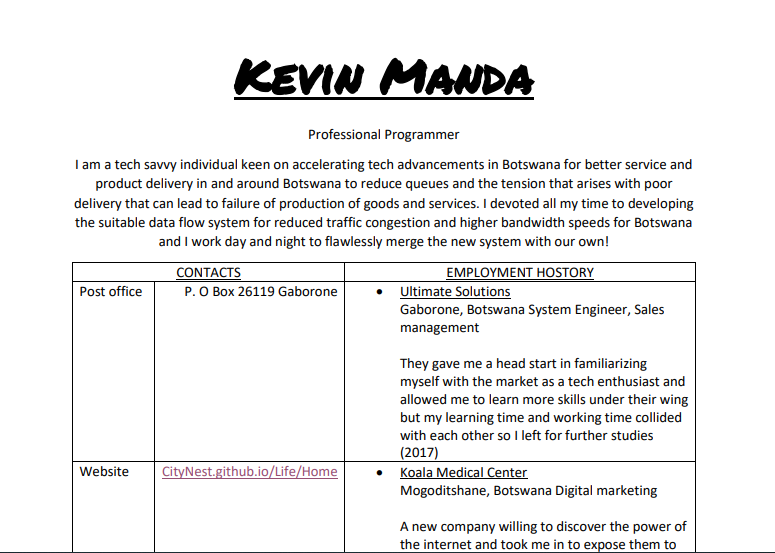 KEVIN MANDA
Professional Programmer
I am a tech savvy individual keen on accelerating tech advancements in Botswana for better service and
product delivery in and around Botswana to reduce queues and the tension that arises with poor
delivery that can lead to failure of production of goods and services. I devoted all my time to developing
the suitable data flow system for reduced traffic congestion and higher bandwidth speeds for Botswana
and I work day and night to flawlessly merge the new system with our own!
CONTACTS
EMPLOYMENT HOSTORY
Post office
P. O Box 26119 Gaborone
• Ultimate Solutions
Gaborone, Botswana System Engineer, Sales
management
They gave me a head start in familiarizing
myself with the market as a tech enthusiast and
allowed me to learn more skills under their wing
but my learning time and working time collided
with each other so I left for further studies
(2017)
Website
CityNest.github.io/Life/Home
• Koala Medical Center
Mogoditshane, Botswana Digital marketing
A new company willing to discover the power of
the internet and took me in to expose them to